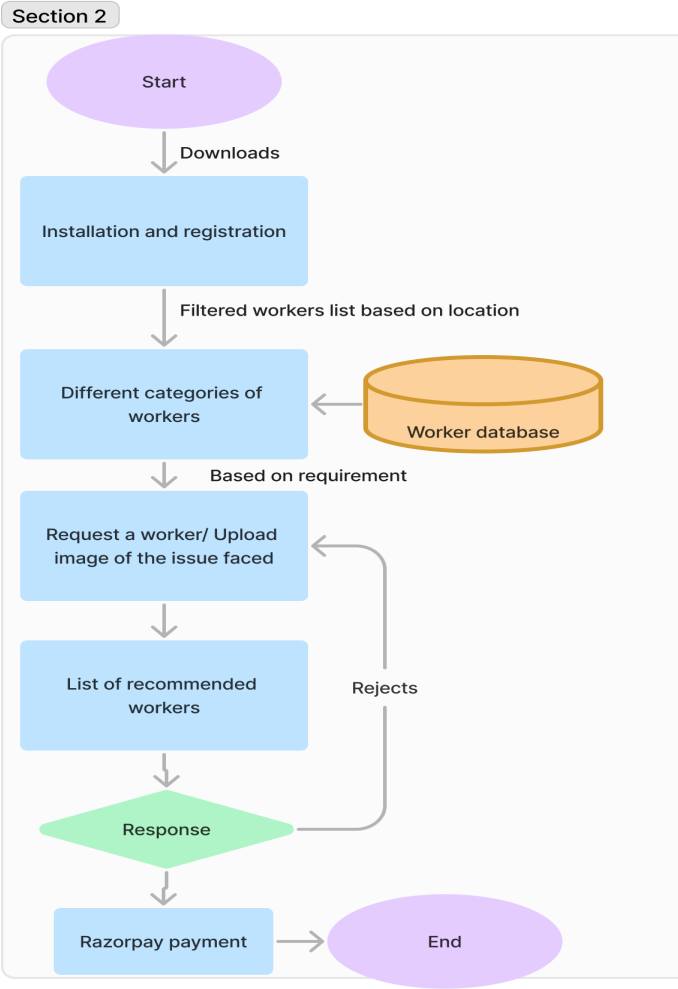 Section 2
Start
Downloads
Installation and registration
Filtered workers list based on location
Different categories of
workers
Worker database
Based on requirement
Request a worker/ Upload
image of the issue faced
List of recommended
workers
Rejects
Response
Razorpay payment
End